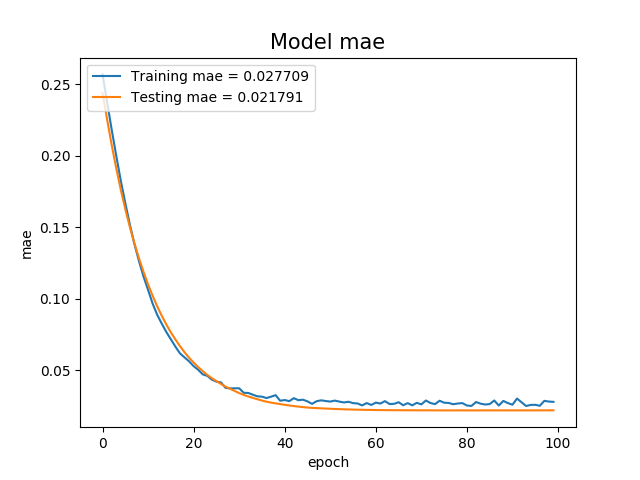 Model mae
Training mae = 0.027709
Testing mae = 0.021791
0.25
0.20
0.15
0.10
0.05
mae
0 20 40 60 80 100
epoch